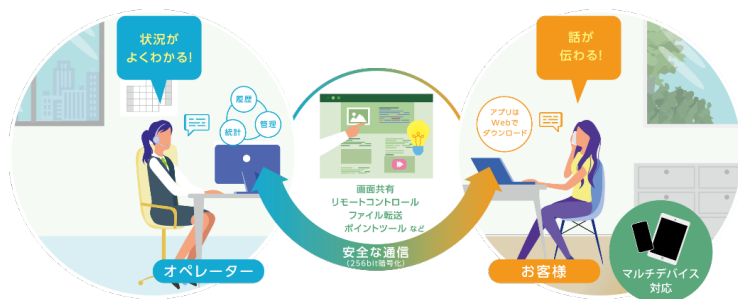 状況が
よくわかる!
履歴
管理
統計
オペレーター
画面共有
リモートコントロール
ファイル転送
ポイントツール など
安全な通信
(256bit暗号化)
話が
伝わる!
アプリは
Webで
ダウンロード
お客様
マルチデバイス
対応